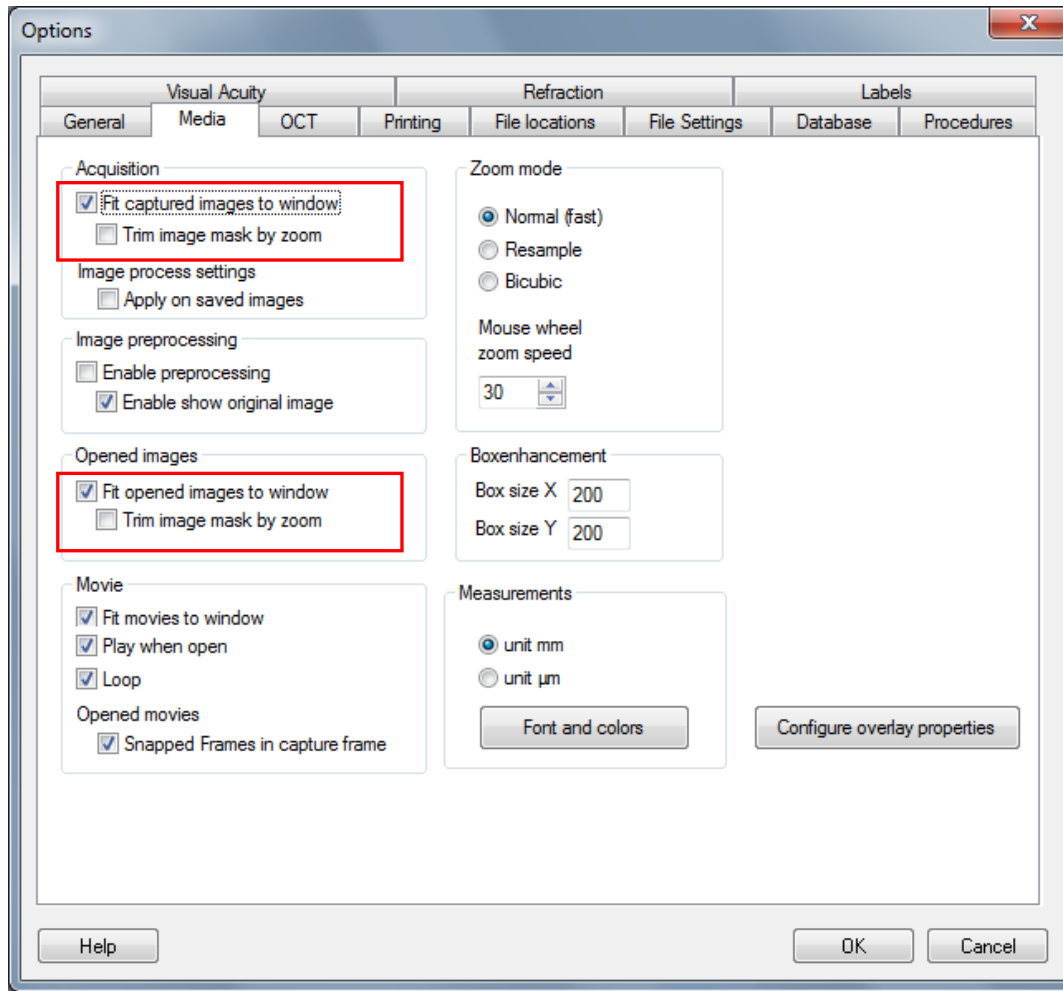 Options
x
Visual Acuity
Refraction
Labels
General
Media
OCT
Printing
File locations
File Settings
Database
Procedures
Acquisition
Fit captured images to window
Trim image mask by zoom
Image process settings
Apply on saved images
Image preprocessing
Enable preprocessing
Enable show original image
Opened images
Fit opened images to window
Trim image mask by zoom
Movie
Fit movies to window
Play when open
Loop
Opened movies
Snapped Frames in capture frame
Zoom mode
Normal (fast)
Resample
Bicubic
Mouse wheel
zoom speed
30
Boxenhancement
Box size X 200
Box size Y 200
Measurements
unit mm
unit µm
Font and colors
Configure overlay properties
Help
OK
Cancel